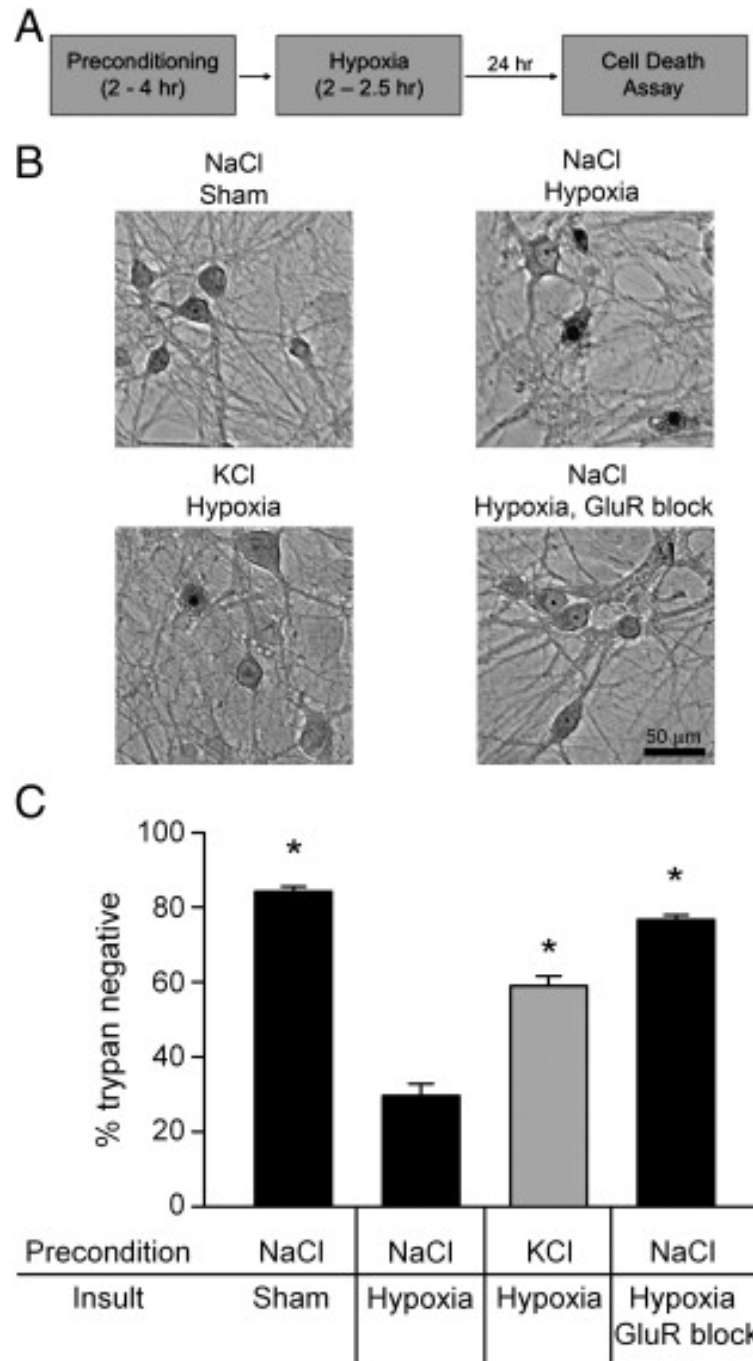 A
Preconditioning
(2 - 4 hr)
Hypoxia
(2 – 2.5 hr)
24 hr
Cell Death
Assay
B
NaCl
Sham
NaCl
Hypoxia
KCl
Hypoxia
NaCl
Hypoxia, GluR block
50 μm
C
% trypan negative
100
80
60
40
20
0
*
*
*
Precondition NaCl NaCl KCl NaCl
Insult Sham Hypoxia Hypoxia Hypoxia
GluR block